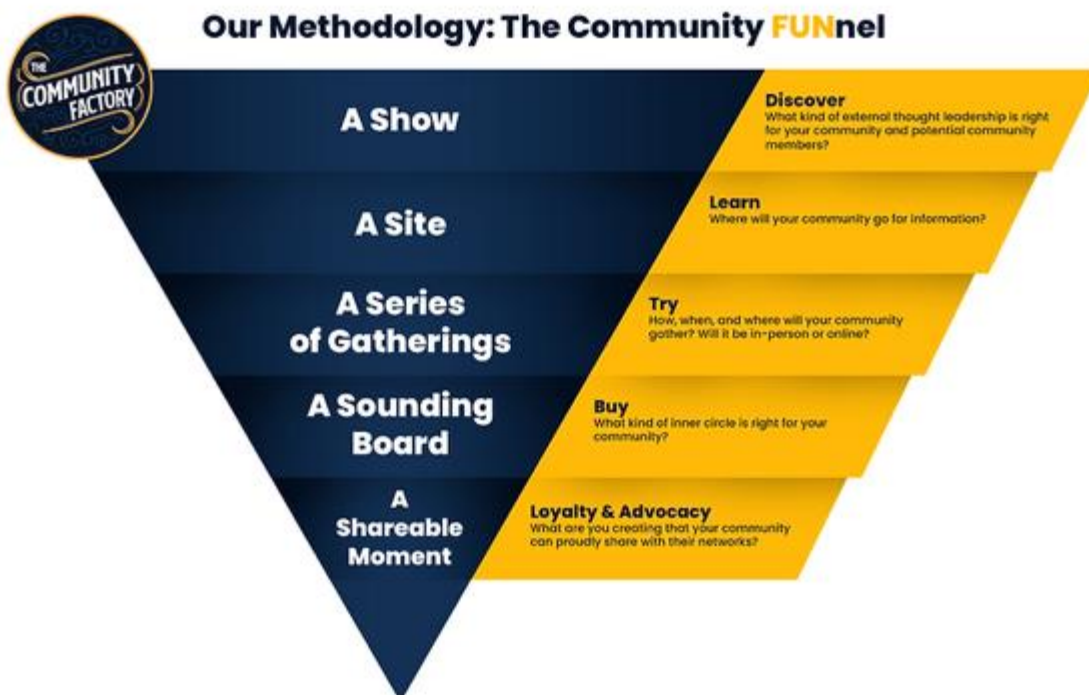 Our Methodology: The Community FUNnel
THE
COMMUNITY
FACTORY
A Show
Discover
What kind of external thought leadership is right
for your community and potential community
members?
A Site
Learn
Where will your community go for information?
A Series
of Gatherings
Try
How, when, and where will your community
gather? Will it be in-person or online?
A Sounding
Board
Buy
What kind of inner circle is right for your
community?
A
Shareable
Moment
Loyalty & Advocacy
What are you creating that your community
can proudly share with their networks?